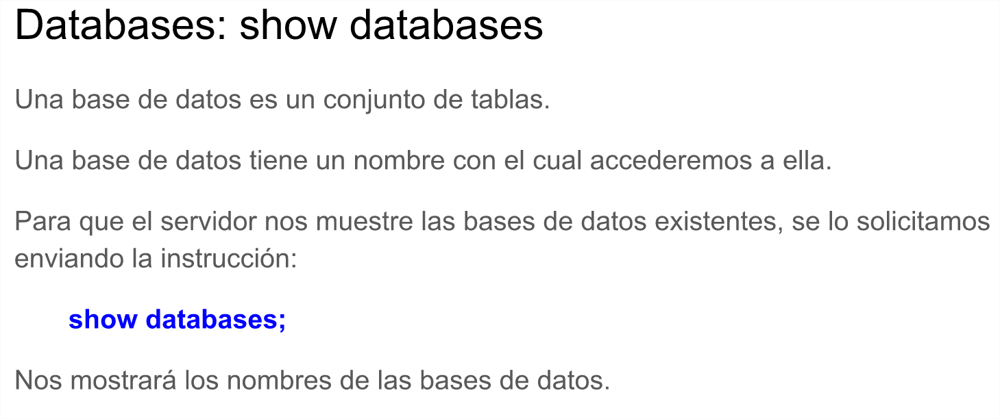 Databases: show databases
Una base de datos es un conjunto de tablas.
Una base de datos tiene un nombre con el cual accederemos a ella.
Para que el servidor nos muestre las bases de datos existentes, se lo solicitamos
enviando la instrucción:
show databases;
Nos mostrará los nombres de las bases de datos.